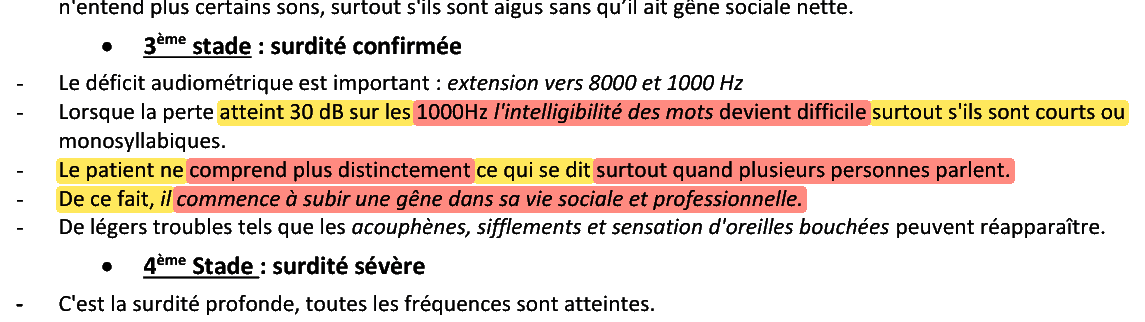 n'entend plus certains sons, surtout s'ils sont aigus sans qu'il ait gêne sociale nette.
• 3ème stade : surdité confirmée
- Le déficit audiométrique est important : extension vers 8000 et 1000 Hz
- Lorsque la perte atteint 30 dB sur les 1000Hz l'intelligibilité des mots devient difficile surtout s'ils sont courts ou
monosyllabiques.
- Le patient ne comprend plus distinctement ce qui se dit surtout quand plusieurs personnes parlent.
- De ce fait, il commence à subir une gêne dans sa vie sociale et professionnelle.
- De légers troubles tels que les acouphènes, sifflements et sensation d'oreilles bouchées peuvent réapparaître.
• 4ème Stade : surdité sévère
- C'est la surdité profonde, toutes les fréquences sont atteintes.